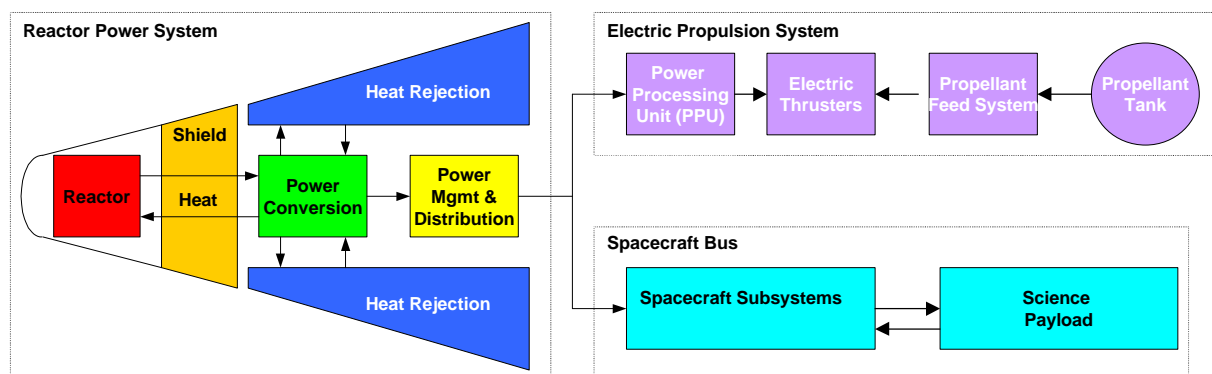 Reactor Power System
Heat Rejection
Shield
Reactor
Heat
Power
Conversion
Power
Mgmt &
Distribution
Heat Rejection
Electric Propulsion System
Power
Processing
Unit (PPU)
Electric
Thrusters
Propellant
Feed System
Propellant
Tank
Spacecraft Bus
Spacecraft Subsystems
Science
Payload